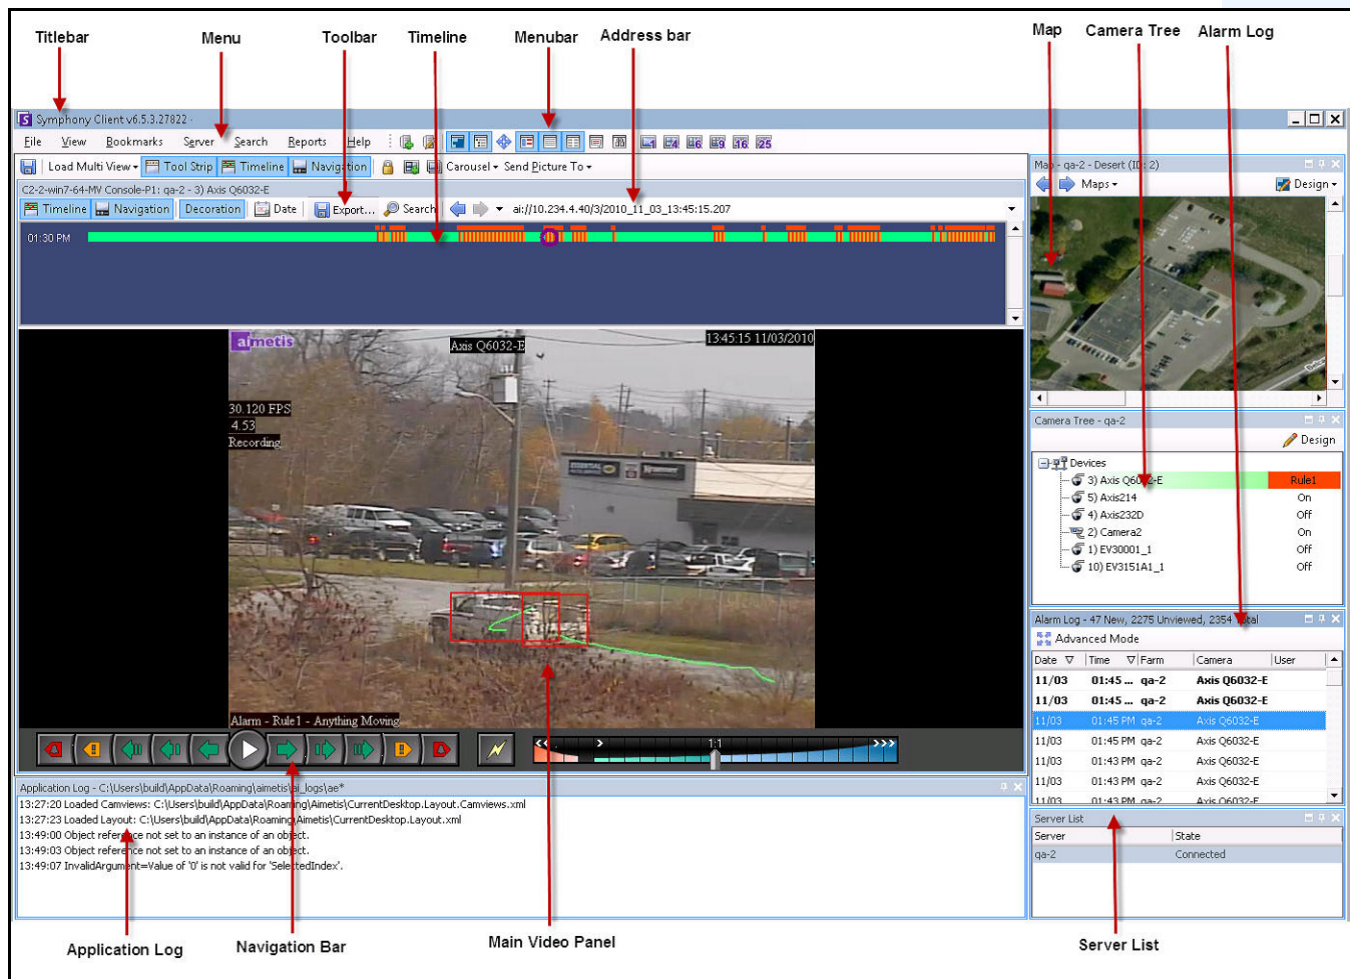 Titlebar
Menu
Toolbar
Timeline
Menubar
Address bar
Map
Camera Tree
Alarm Log
Symphony Client v6.5.3.27822
File View Bookmarks Server Search Reports Help
Load Multi View Tool Strip Timeline Navigation Carousel Send Picture To
C2-2-win7-64-MV Console-P1: qa-2 - 3) Axis Q6032-E
Timeline Navigation Decoration Date Export... Search ai://10.234.4.40/3/2010_11_03_13:45:15.207
01:30 PM
aimetis
Axis Q6032-E
13:45:15 11/03/2010
30.120 FPS
4.53
Recording
Alarm - Rule1 - Anything Moving
1:1
Map - qa-2 - Desert (ID: 2)
Maps Design
Camera Tree - qa-2
Design
Devices
3) Axis Q6032-E Rule1
5) Axis214 On
4) Axis232D Off
2) Camera2 On
1) EV30001_1 Off
10) EV3151A1_1 Off
Alarm Log - 47 New, 2275 Unviewed, 2354 Total
Advanced Mode
Date Time Farm Camera User
11/03 01:45 ... qa-2 Axis Q6032-E
11/03 01:45 ... qa-2 Axis Q6032-E
11/03 01:45 PM qa-2 Axis Q6032-E
11/03 01:45 PM qa-2 Axis Q6032-E
11/03 01:43 PM qa-2 Axis Q6032-E
11/03 01:43 PM qa-2 Axis Q6032-E
11/03 01:43 PM qa-2 Axis Q6032-E
Server List
Server State
qa-2 Connected
Application Log - C:\Users\build\AppData\Roaming\aimetis\ai_logs\ae*
13:27:20 Loaded Camviews: C:\Users\build\AppData\Roaming\Aimetis\CurrentDesktop.Layout.Camviews.xml
13:27:23 Loaded Layout: C:\Users\build\AppData\Roaming\Aimetis\CurrentDesktop.Layout.xml
13:49:00 Object reference not set to an instance of an object.
13:49:03 Object reference not set to an instance of an object.
13:49:07 InvalidArgument=Value of '0' is not valid for 'SelectedIndex'.
Application Log
Navigation Bar
Main Video Panel
Server List